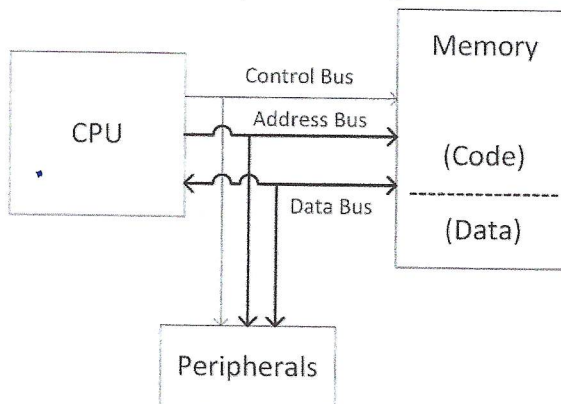 Memory
Control Bus
CPU
Address Bus
(Code)
Data Bus
(Data)
Peripherals